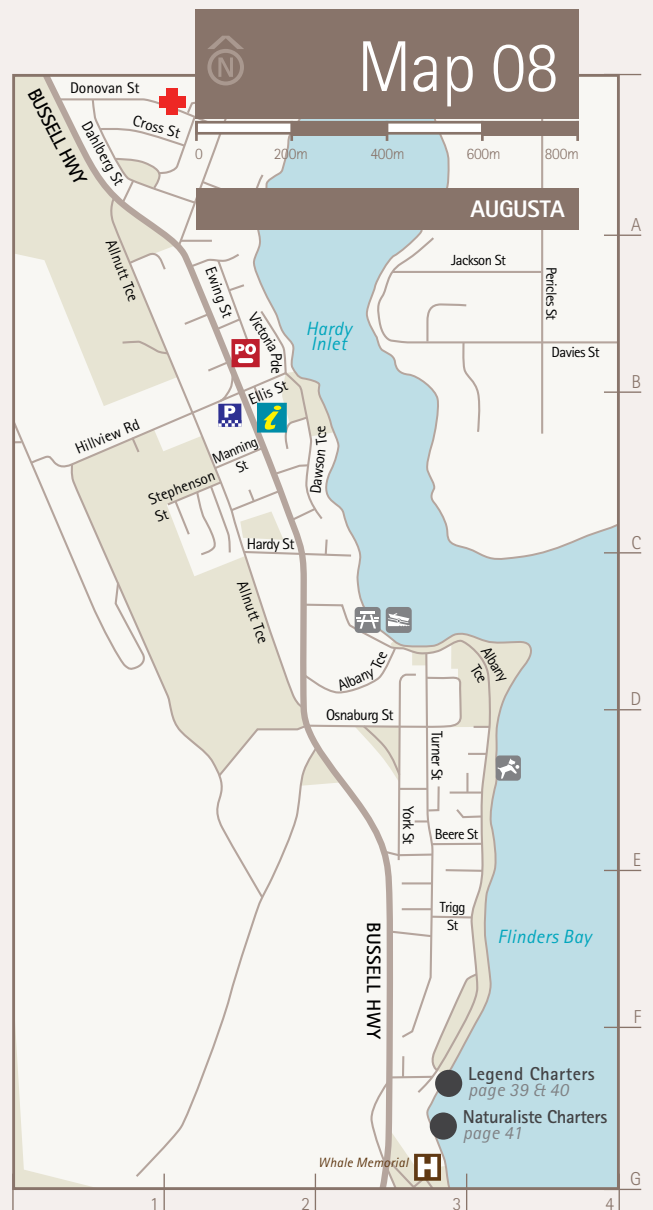 N
Map 08
0 200m 400m 600m 800m
AUGUSTA
Donovan St
Cross St
BUSSELL HWY
Dahlberg St
A
Jackson St
Pericles St
Allnutt Tce
Ewing St
Victoria Pde
Hardy
Inlet
Davies St
PO
B
Ellis St
P
i
Hillview Rd
Manning
St
Dawson Tce
Stephenson
St
Hardy St
C
Allnutt Tce
Albany Tce
Albany
Tce
D
Osnaburg St
Turner St
York St
Beere St
E
Trigg
St
Flinders Bay
BUSSELL HWY
F
Legend Charters
page 39 & 40
Naturaliste Charters
page 41
Whale Memorial
H
G
1 2 3 4